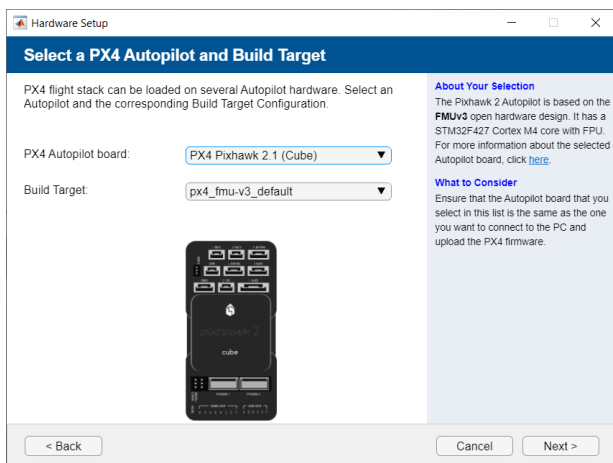 Hardware Setup
Select a PX4 Autopilot and Build Target
PX4 flight stack can be loaded on several Autopilot hardware. Select an
Autopilot and the corresponding Build Target Configuration.
PX4 Autopilot board:
PX4 Pixhawk 2.1 (Cube)
Build Target:
px4_fmu-v3_default
pixhawk 2
cube
About Your Selection
The Pixhawk 2 Autopilot is based on the
FMUv3 open hardware design. It has a
STM32F427 Cortex M4 core with FPU.
For more information about the selected
Autopilot board, click here.
What to Consider
Ensure that the Autopilot board that you
select in this list is the same as the one
you want to connect to the PC and
upload the PX4 firmware.
< Back
Cancel
Next >